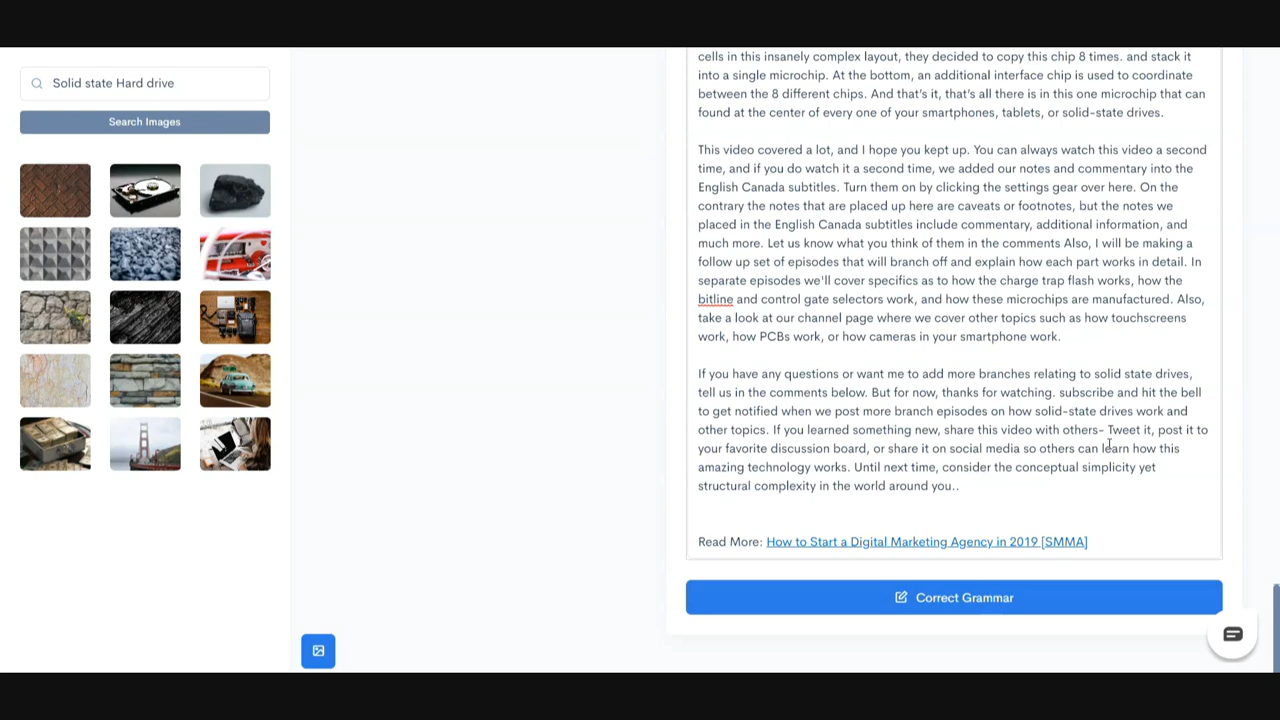 Solid state Hard drive
Search Images
cells in this insanely complex layout, they decided to copy this chip 8 times. and stack it
into a single microchip. At the bottom, an additional interface chip is used to coordinate
between the 8 different chips. And that's it, that's all there is in this one microchip that can
found at the center of every one of your smartphones, tablets, or solid-state drives.
This video covered a lot, and I hope you kept up. You can always watch this video a second
time, and if you do watch it a second time, we added our notes and commentary into the
English Canada subtitles. Turn them on by clicking the settings gear over here. On the
contrary the notes that are placed up here are caveats or footnotes, but the notes we
placed in the English Canada subtitles include commentary, additional information, and
much more. Let us know what you think of them in the comments Also, I will be making a
follow up set of episodes that will branch off and explain how each part works in detail. In
separate episodes we'll cover specifics as to how the charge trap flash works, how the
bitline and control gate selectors work, and how these microchips are manufactured. Also,
take a look at our channel page where we cover other topics such as how touchscreens
work, how PCBs work, or how cameras in your smartphone work.
If you have any questions or want me to add more branches relating to solid state drives,
tell us in the comments below. But for now, thanks for watching. subscribe and hit the bell
to get notified when we post more branch episodes on how solid-state drives work and
other topics. If you learned something new, share this video with others- Tweet it, post it to
your favorite discussion board, or share it on social media so others can learn how this
amazing technology works. Until next time, consider the conceptual simplicity yet
structural complexity in the world around you..
Read More: How to Start a Digital Marketing Agency in 2019 [SMMA]
Correct Grammar